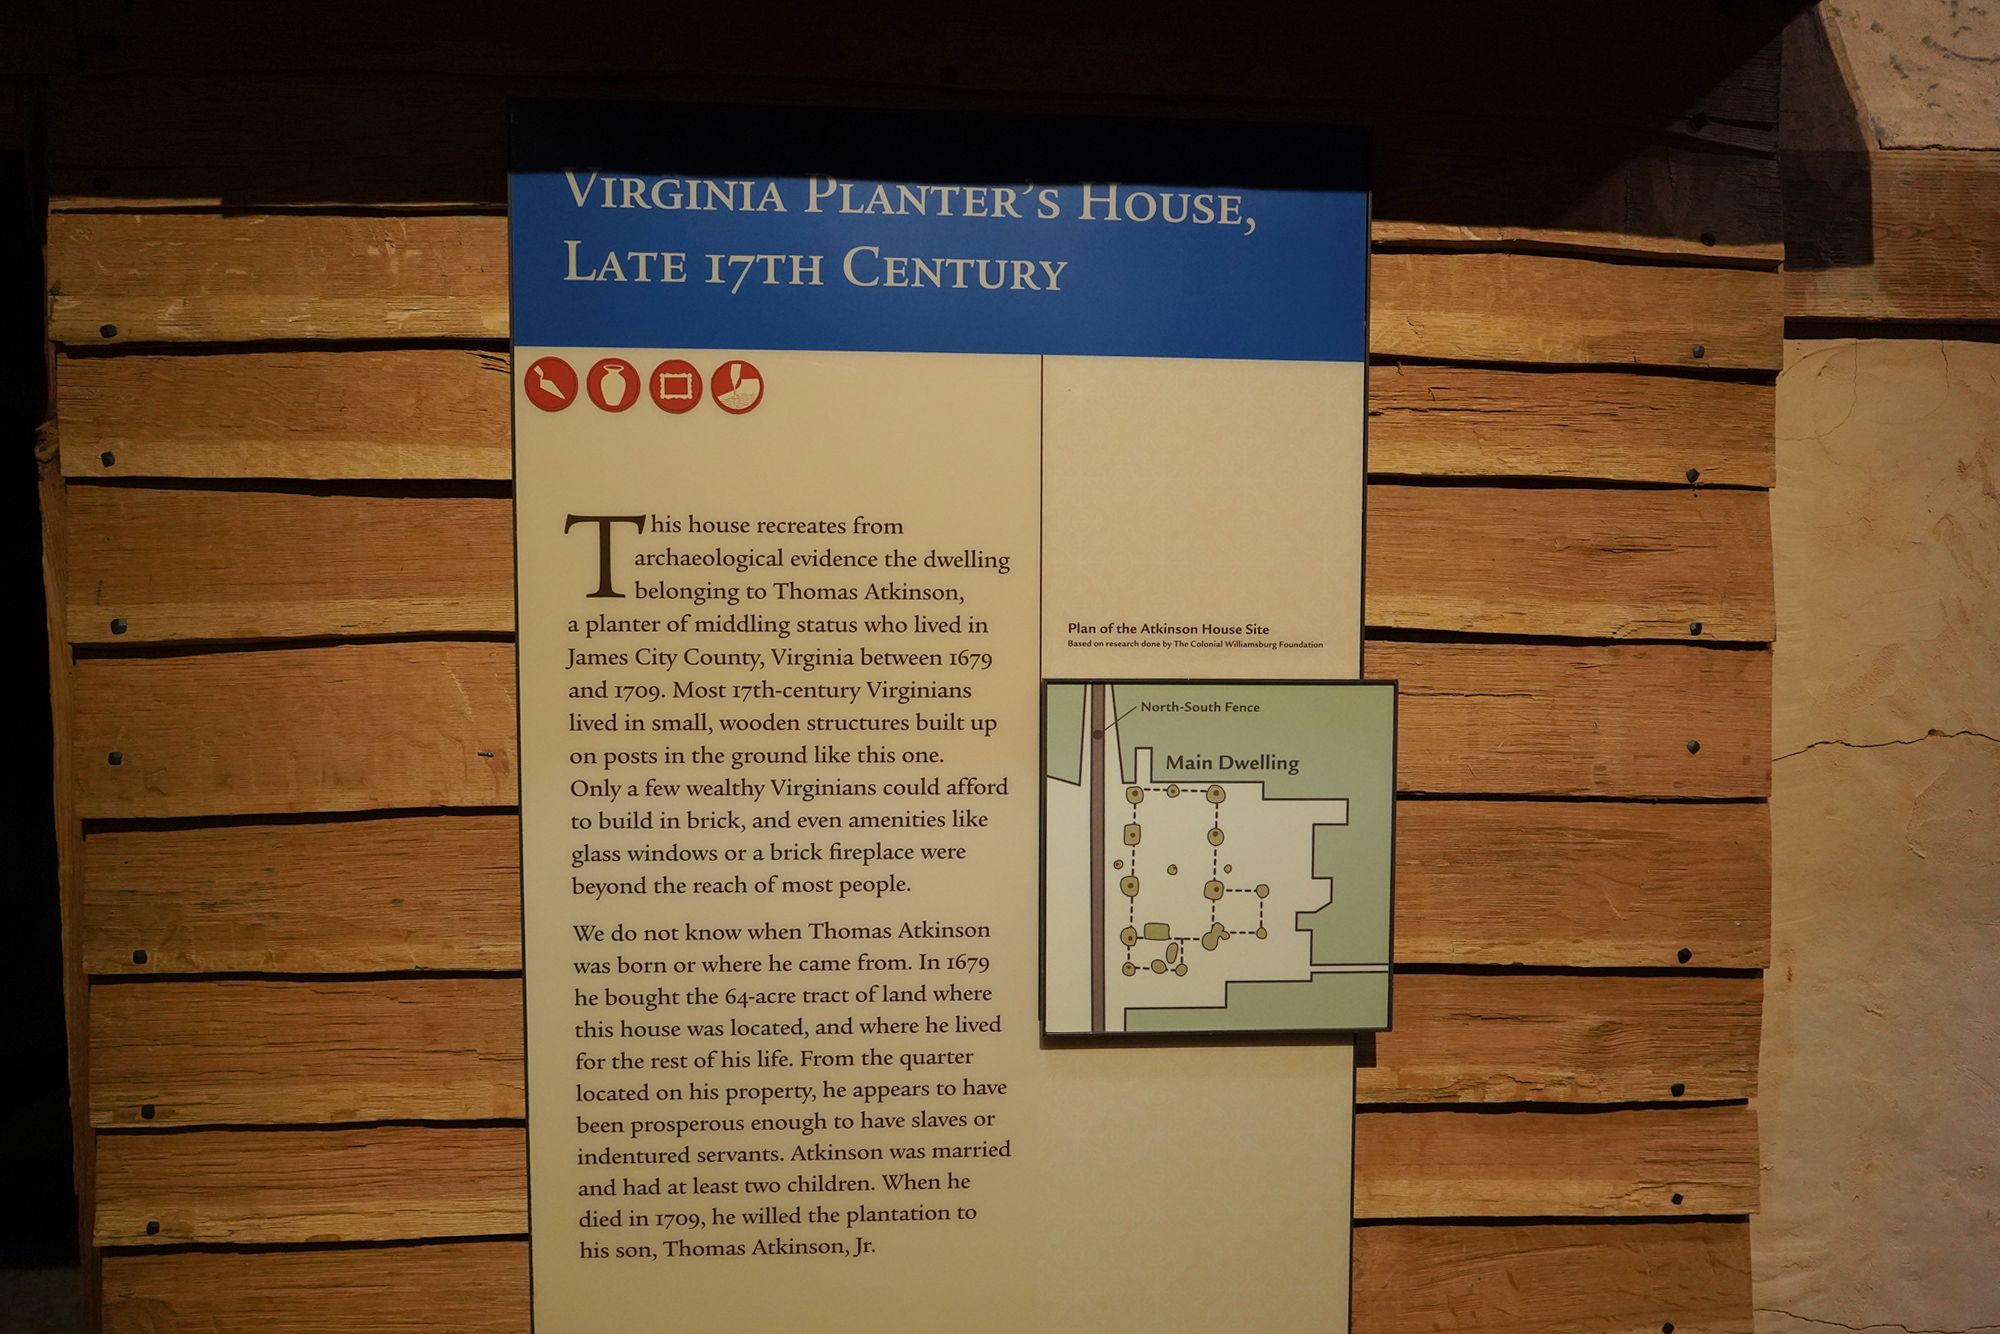 VIRGINIA PLANTER'S HOUSE,
LATE 17TH CENTURY
This house recreates from
archaeological evidence the dwelling
belonging to Thomas Atkinson,
a planter of middling status who lived in
James City County, Virginia between 1679
and 1709. Most 17th-century Virginians
lived in small, wooden structures built up
on posts in the ground like this one.
Only a few wealthy Virginians could afford
to build in brick, and even amenities like
glass windows or a brick fireplace were
beyond the reach of most people.
We do not know when Thomas Atkinson
was born or where he came from. In 1679
he bought the 64-acre tract of land where
this house was located, and where he lived
for the rest of his life. From the quarter
located on his property, he appears to have
been prosperous enough to have slaves or
indentured servants. Atkinson was married
and had at least two children. When he
died in 1709, he willed the plantation to
his son, Thomas Atkinson, Jr.
Plan of the Atkinson House Site
Based on research done by The Colonial Williamsburg Foundation
North-South Fence
Main Dwelling